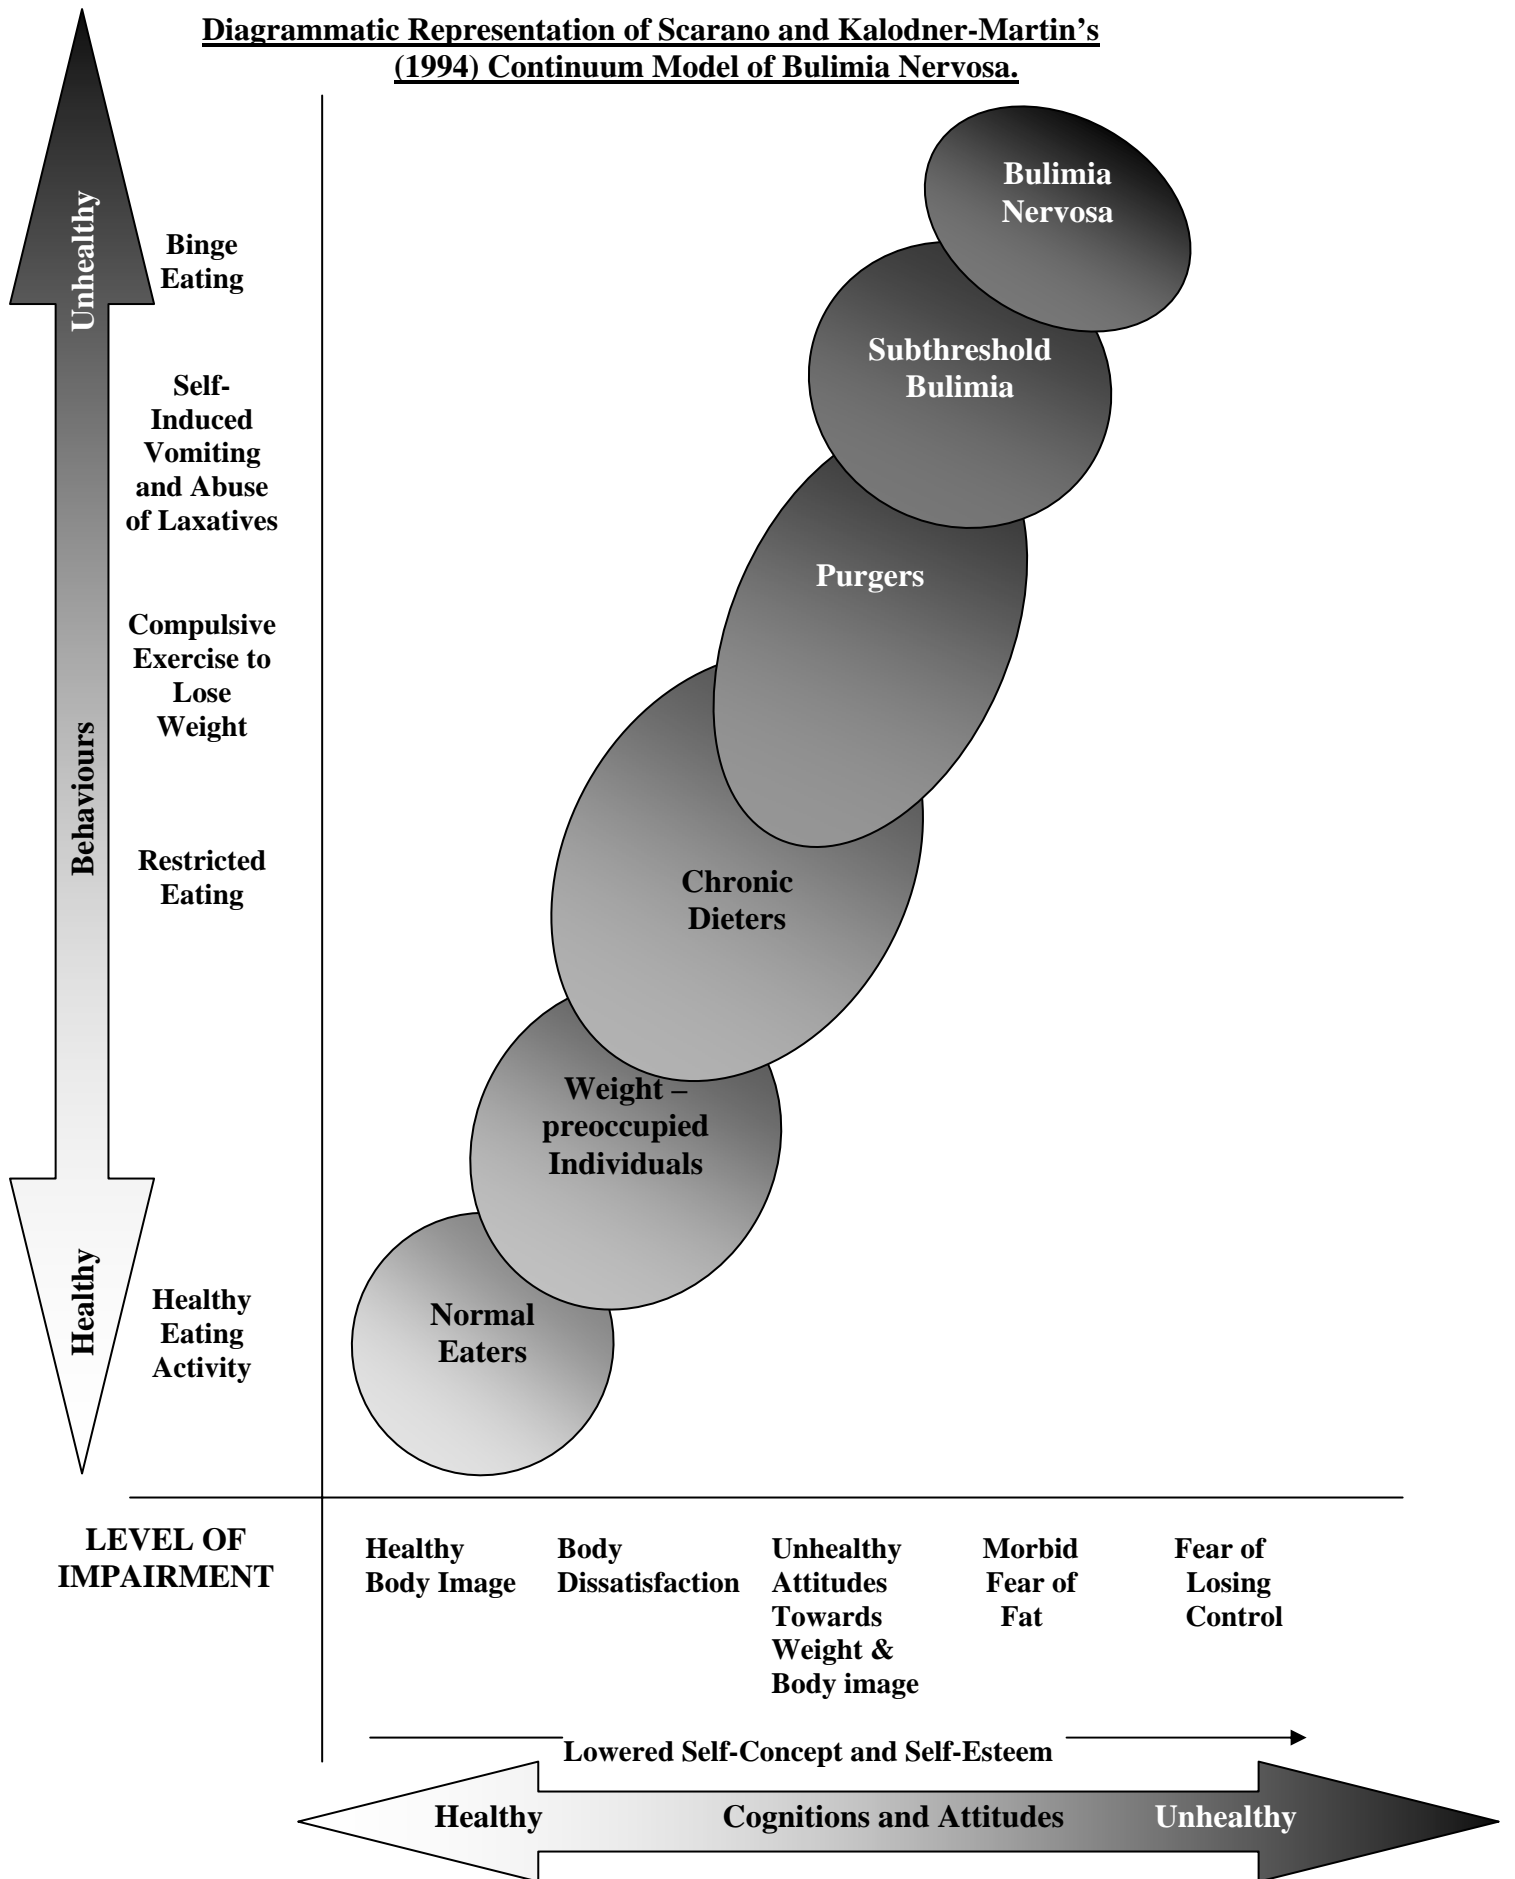 Diagrammatic Representation of Scarano and Kalodner-Martin's
(1994) Continuum Model of Bulimia Nervosa.
Unhealthy
Behaviours
Healthy
Binge
Eating
Self-
Induced
Vomiting
and Abuse
of Laxatives
Compulsive
Exercise to
Lose
Weight
Restricted
Eating
Healthy
Eating
Activity
Bulimia
Nervosa
Subthreshold
Bulimia
Purgers
Chronic
Dieters
Weight –
preoccupied
Individuals
Normal
Eaters
LEVEL OF
IMPAIRMENT
Healthy
Body Image
Body
Dissatisfaction
Unhealthy
Attitudes
Towards
Weight &
Body image
Morbid
Fear of
Fat
Fear of
Losing
Control
Lowered Self-Concept and Self-Esteem
Healthy
Cognitions and Attitudes
Unhealthy